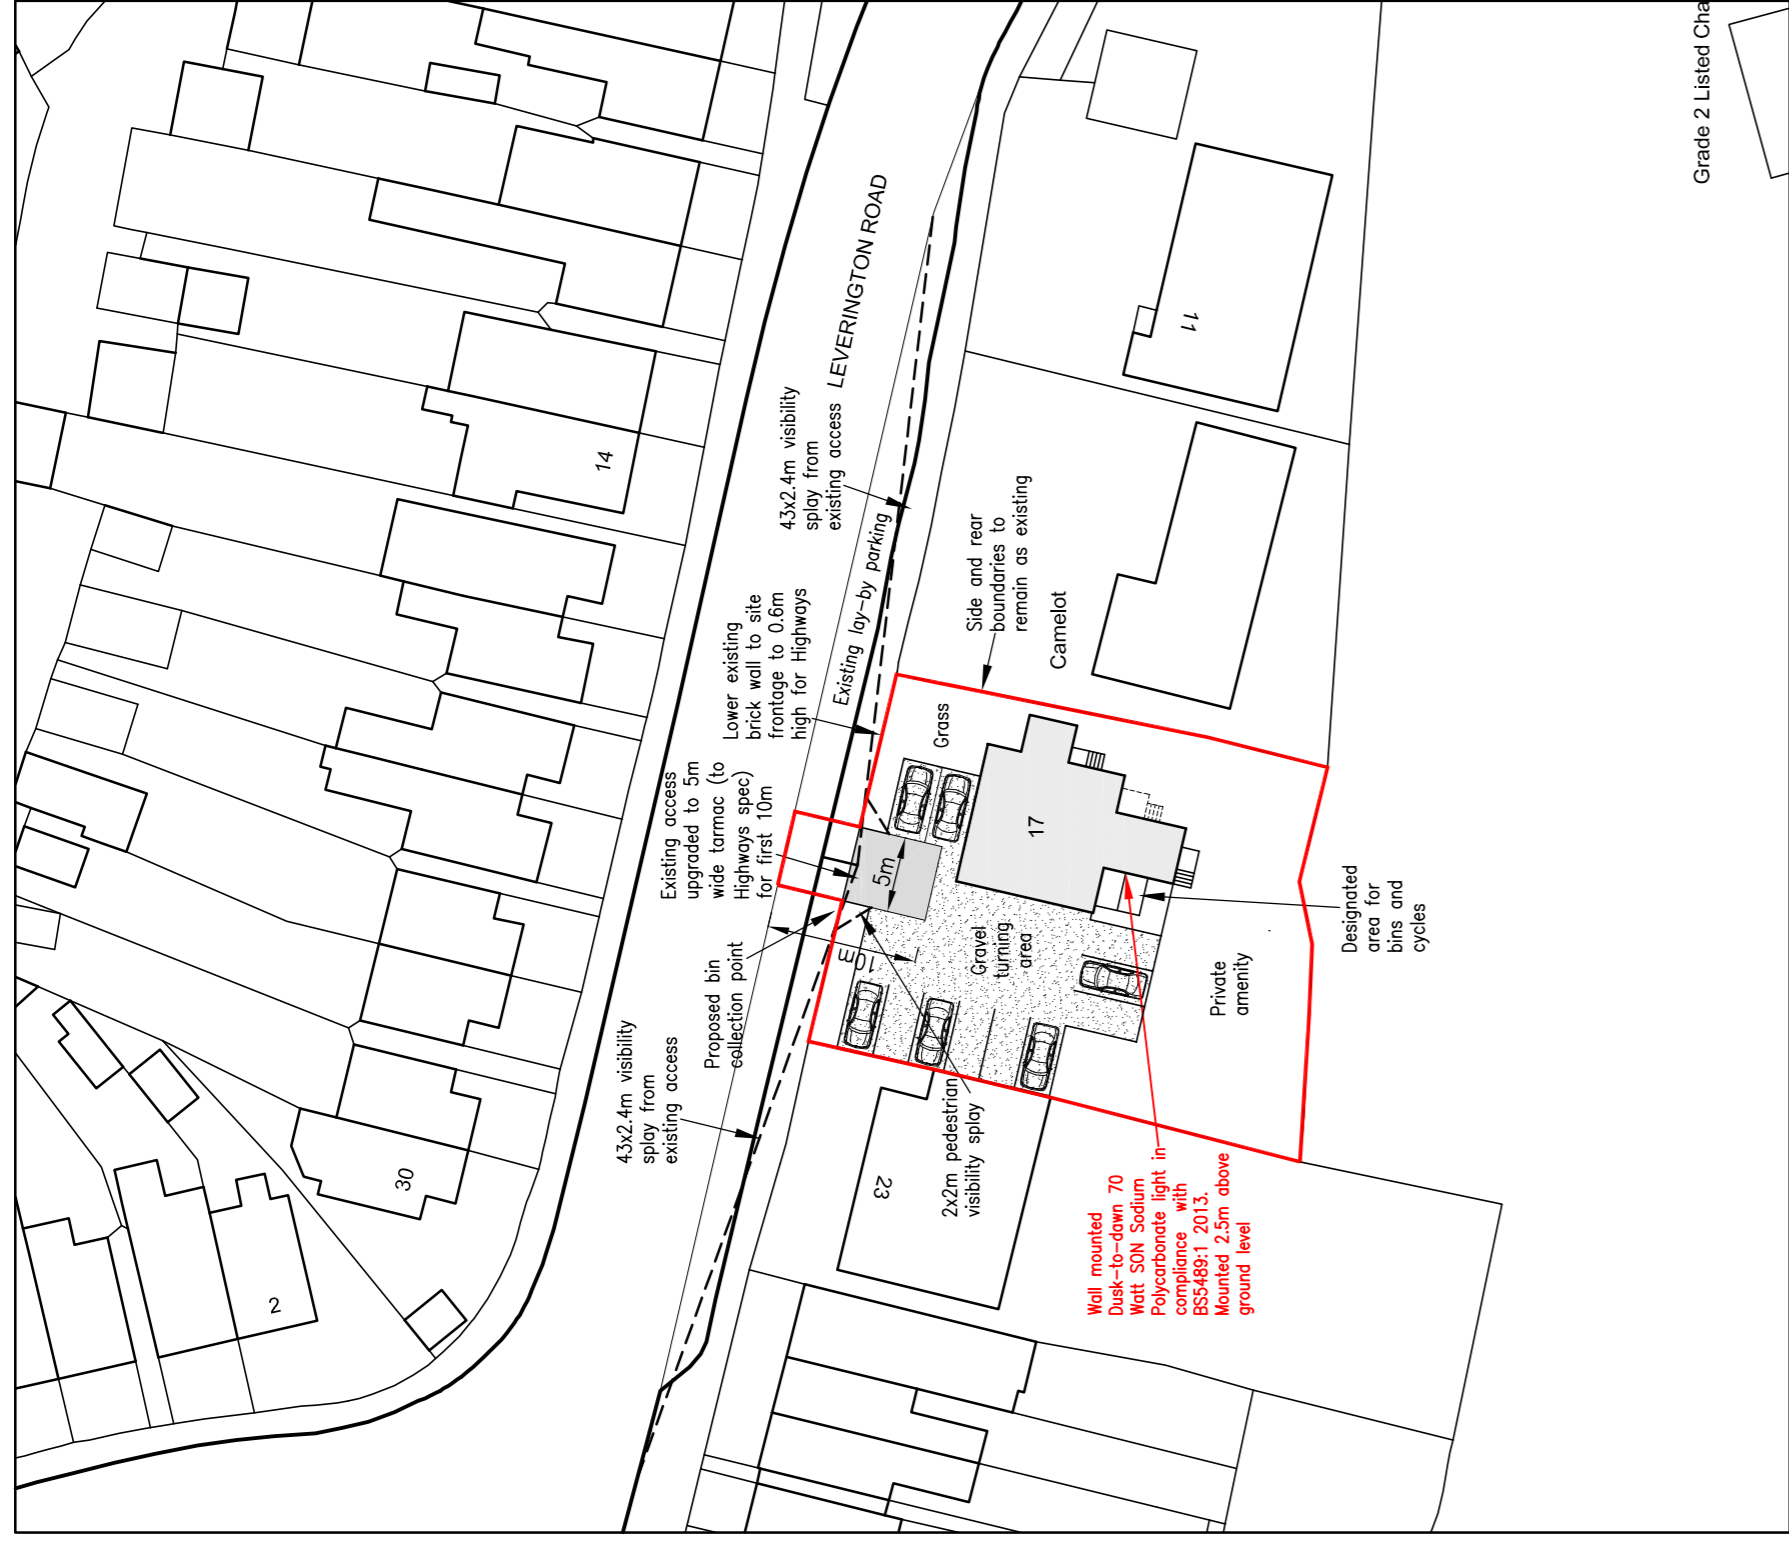 Grade 2 Listed Cha
LEVERINGTON ROAD
43x2.4m visibility
splay from
existing access
Existing lay-by parking
Lower existing
brick wall to site
frontage to 0.6m
high for Highways
Existing access
upgraded to 5m
wide tarmac (to
Highways spec)
for first 10m
Side and rear
boundaries to
remain as existing
Camelot
11
14
Grass
17
5m
10m
Gravel
turning
area
Proposed bin
collection point
43x2.4m visibility
splay from
existing access
2x2m pedestrian
visibility splay
Private
amenity
Designated
area for
bins and
cycles
23
30
2
Wall mounted
Dusk-to-dawn 70
Watt SON Sodium
Polycarbonate light in
compliance with
BS5489:1 2013.
Mounted 2.5m above
ground level